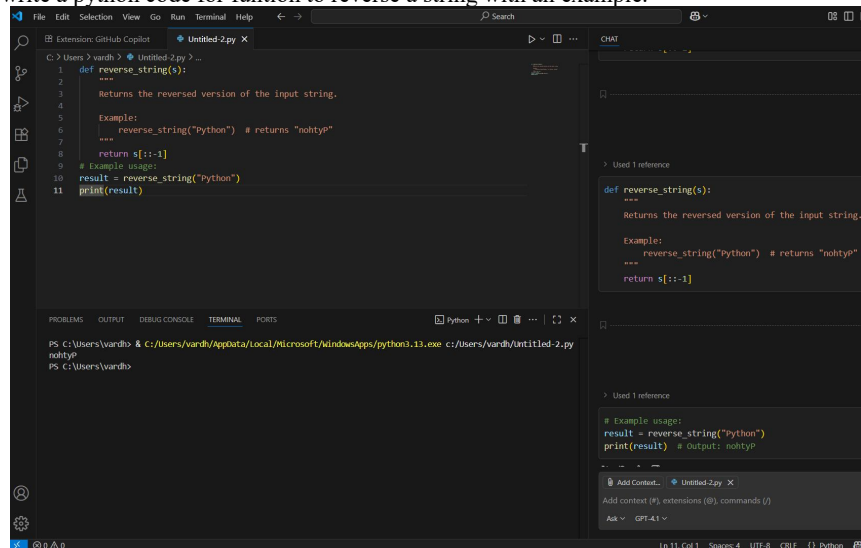 write a python code for funtion to reverse a string with an example.
File Edit Selection View Go Run Terminal Help
Search
Extension: GitHub Copilot
Untitled-2.py
C: > Users > vardh > Untitled-2.py > ...
1 def reverse_string(s):
2 """
3 Returns the reversed version of the input string.
4
5 Example:
6 reverse_string("Python") # returns "nohtyP"
7 """
8 return s[::-1]
9 # Example usage:
10 result = reverse_string("Python")
11 print(result)
PROBLEMS OUTPUT DEBUG CONSOLE TERMINAL PORTS
Python
PS C:\Users\vardh> & C:/Users/vardh/AppData/Local/Microsoft/WindowsApps/python3.13.exe c:/Users/vardh/Untitled-2.py
nohtyP
PS C:\Users\vardh>
CHAT
> Used 1 reference
def reverse_string(s):
"""
Returns the reversed version of the input string.
Example:
reverse_string("Python") # returns "nohtyP"
"""
return s[::-1]
> Used 1 reference
# Example usage:
result = reverse_string("Python")
print(result) # Output: nohtyP
Add Context...
Untitled-2.py
Add context (#), extensions (@), commands (/)
Ask
GPT-4.1
0 0
Ln 11, Col 1 Spaces: 4 UTF-8 CRLF {} Python